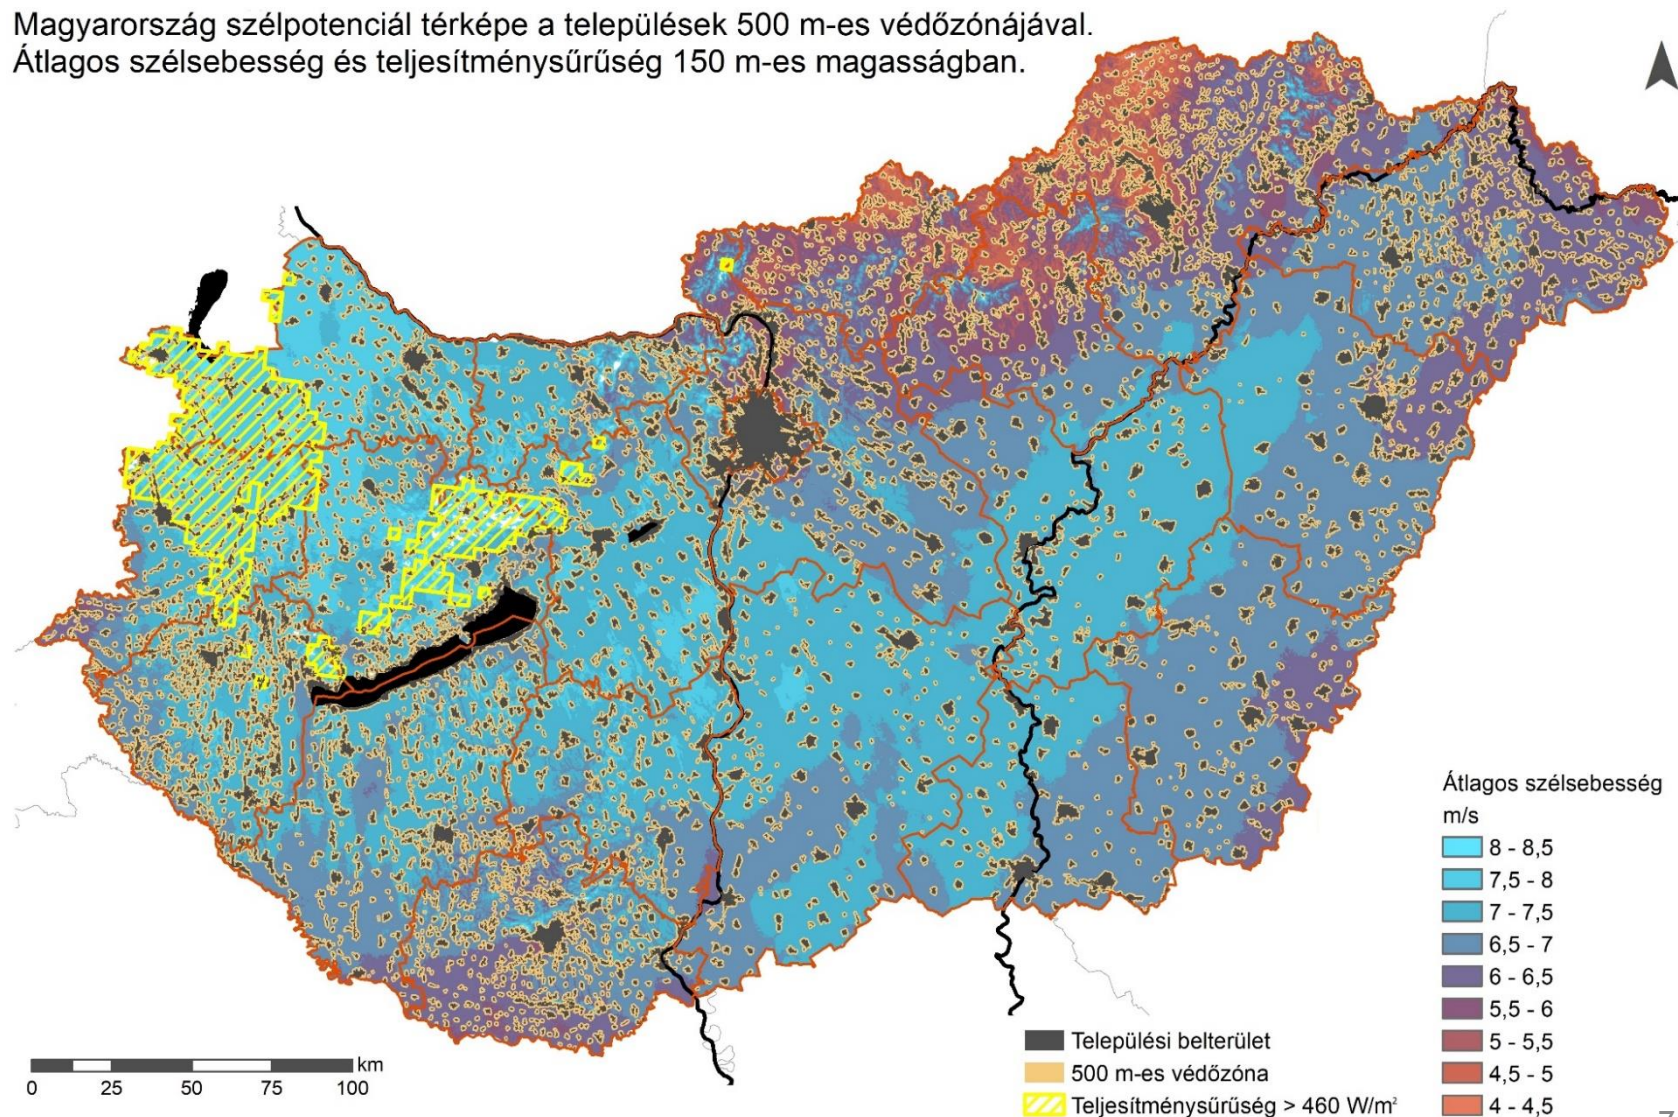 Magyarország szélpotenciál térképe a települések 500 m-es védőzónájával.
Átlagos szélsebesség és teljesítménysűrűség 150 m-es magasságban.
Átlagos szélsebesség
m/s
8 - 8,5
7,5 - 8
7 - 7,5
6,5 - 7
6 - 6,5
5,5 - 6
5 - 5,5
4,5 - 5
4 - 4,5
Települési belterület
500 m-es védőzóna
Teljesítménysűrűség > 460 W/m²
km
0 25 50 75 100